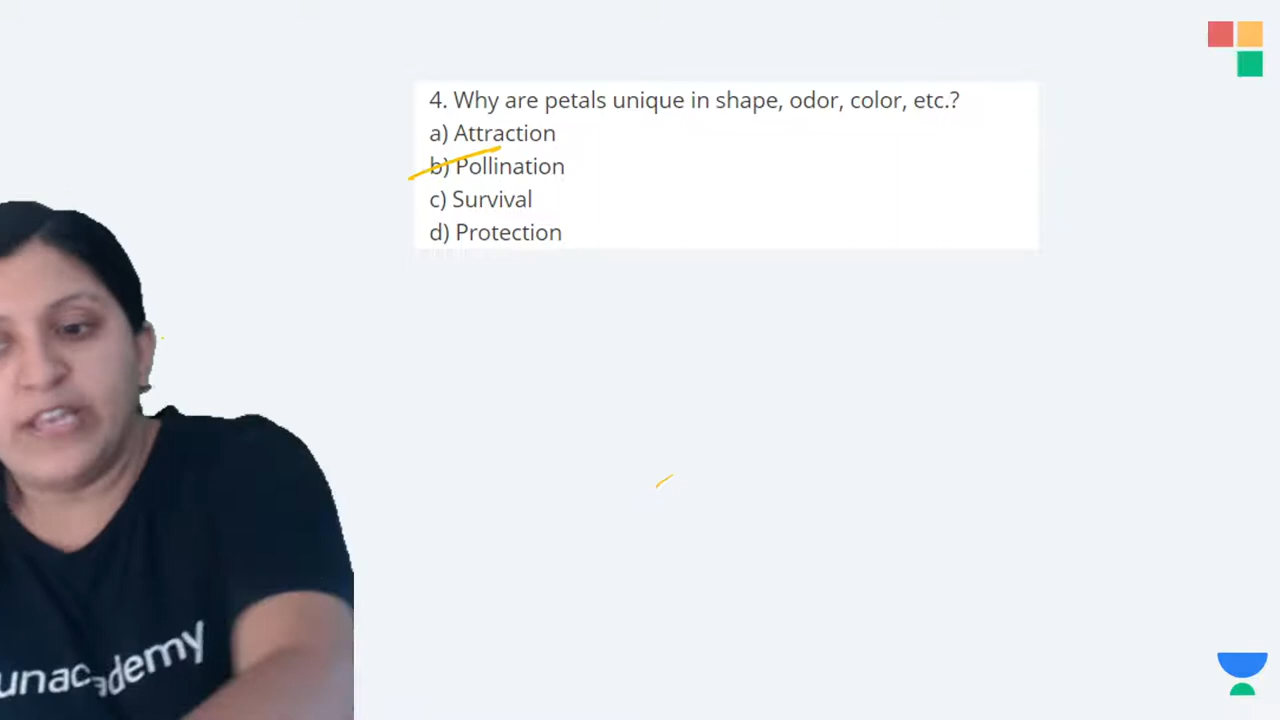 4. Why are petals unique in shape, odor, color, etc.?
a) Attraction
b) Pollination
c) Survival
d) Protection
unacademy